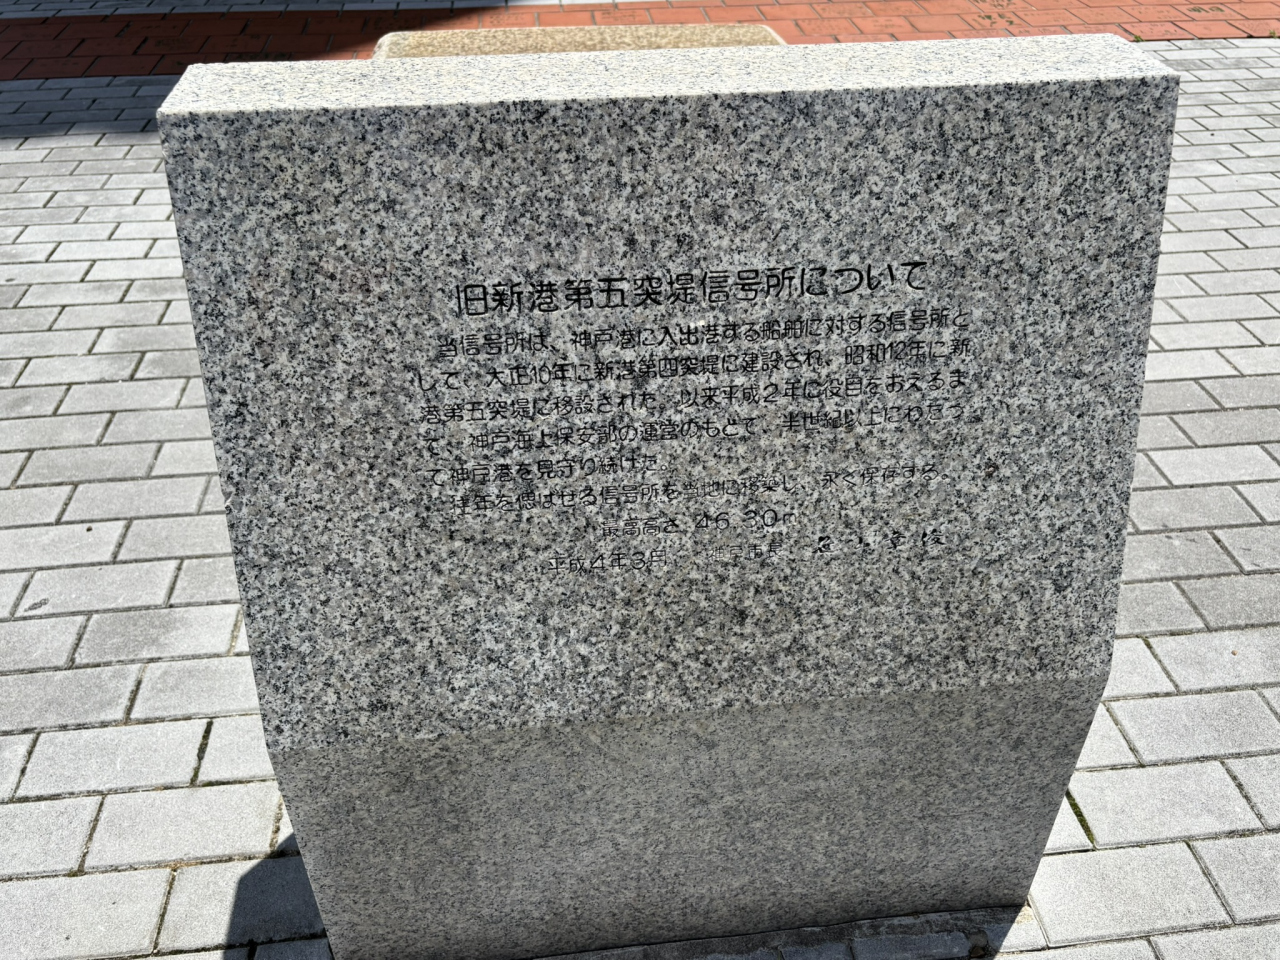 旧新港第五突堤信号所について
当信号所は、神戸港に入出港する船舶に対する信号所と
して、大正10年に新港第四突堤に建設され、昭和12年に新
港第五突堤に移設された。以来平成2年に役目をおえるま
で、神戸海上保安部の運営のもとで、半世紀以上にわたっ
て神戸港を見守り続けた。
往年を偲ばせる信号所を当地に移築し、永く保存する。
最高高さ 46.30m
平成4年3月 神戸市長 笹山幸俊